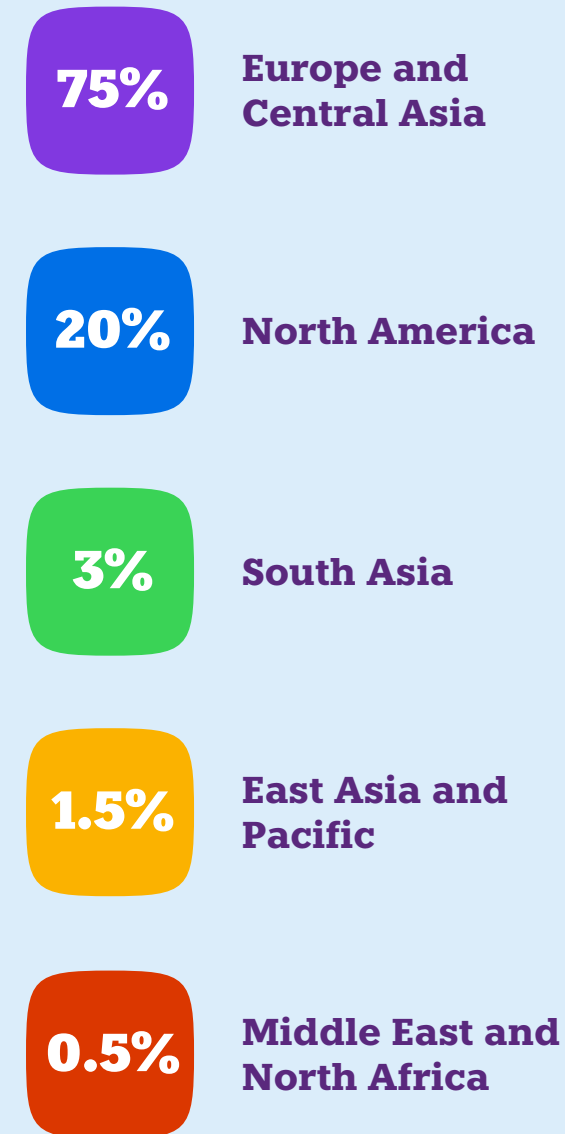 75%
Europe and
Central Asia
20%
North America
3%
South Asia
1.5%
East Asia and
Pacific
0.5%
Middle East and
North Africa